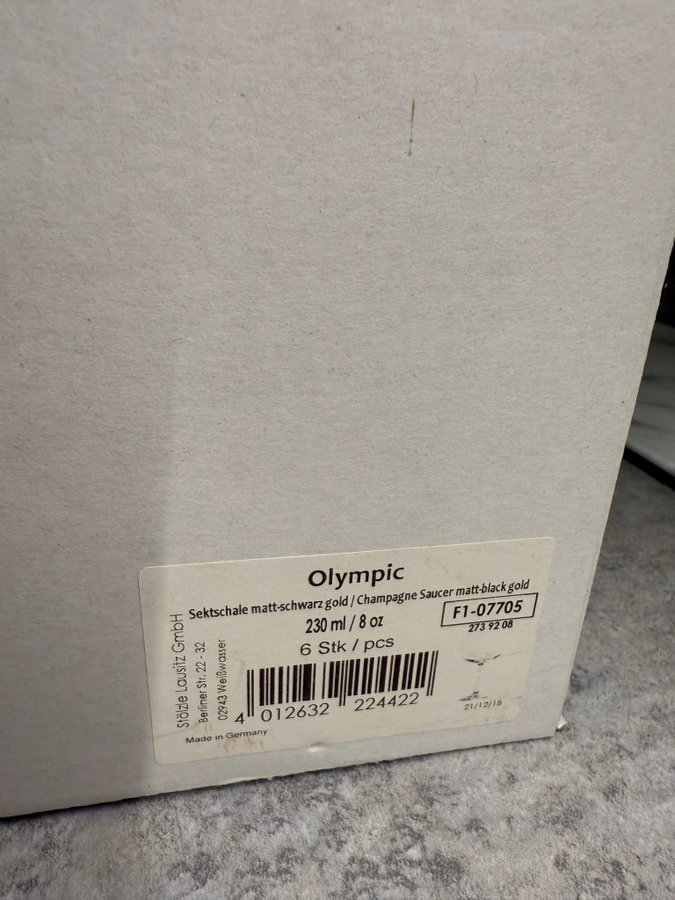 Olympic
Sektschale matt-schwarz gold / Champagne Saucer matt-black gold
230 ml / 8 oz
F1-07705
273 92 08
6 Stk / pcs
Stölzle Lausitz GmbH
Berliner Str. 22 - 32
02943 Weißwasser
4 012632 224422
21/12/18
Made in Germany